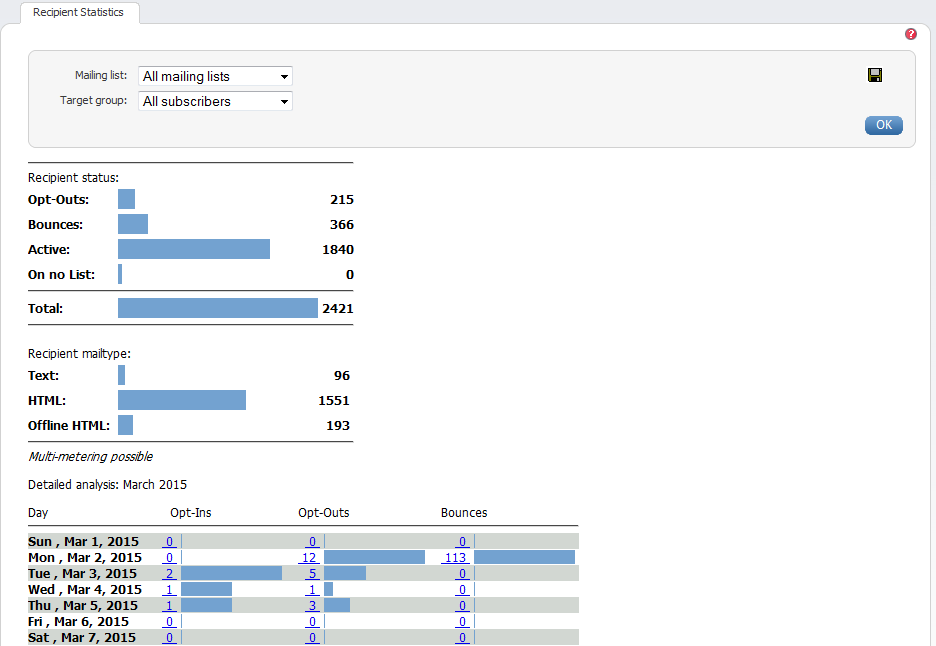 Recipient Statistics
?
Mailing list: All mailing lists
Target group: All subscribers
OK
Recipient status:
Opt-Outs: 215
Bounces: 366
Active: 1840
On no List: 0
Total: 2421
Recipient mailtype:
Text: 96
HTML: 1551
Offline HTML: 193
Multi-metering possible
Detailed analysis: March 2015
Day Opt-Ins Opt-Outs Bounces
Sun , Mar 1, 2015 0 0 0
Mon , Mar 2, 2015 0 12 113
Tue , Mar 3, 2015 2 5 0
Wed , Mar 4, 2015 1 1 0
Thu , Mar 5, 2015 1 3 0
Fri , Mar 6, 2015 0 0 0
Sat , Mar 7, 2015 0 0 0